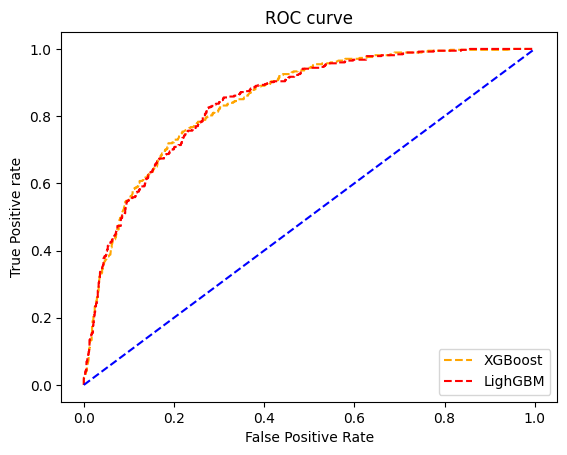 ROC curve
True Positive rate
1.0
0.8
0.6
0.4
0.2
0.0
0.0 0.2 0.4 0.6 0.8 1.0
False Positive Rate
XGBoost
LighGBM